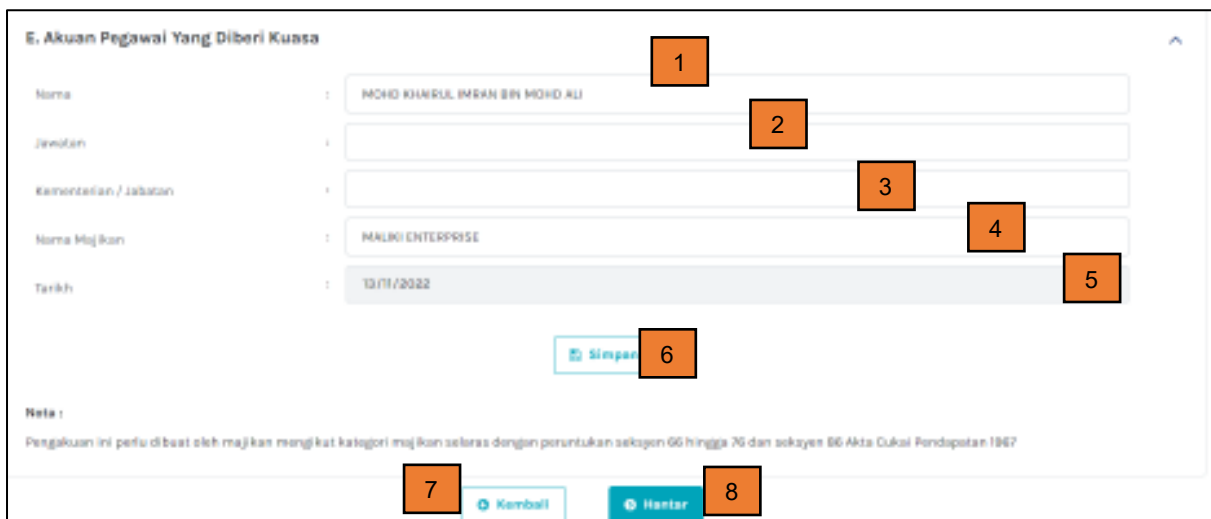 E. Akuan Pegawai Yang Diberi Kuasa
1
Nama : MOHD KHAIRUL IMRAN BIN MOHD ALI
2
Jawatan :
Kementerian / Jabatan : 3
4
Nama Majikan : MALIKI ENTERPRISE
Tarikh : 13/11/2022 5
Simpan 6
Nota :
Pengakuan ini perlu dibuat oleh majikan mengikut kategori majikan selaras dengan peruntukan seksyen 66 hingga 76 dan seksyen 86 Akta Cukai Pendapatan 1967
7 Kembali Hantar 8